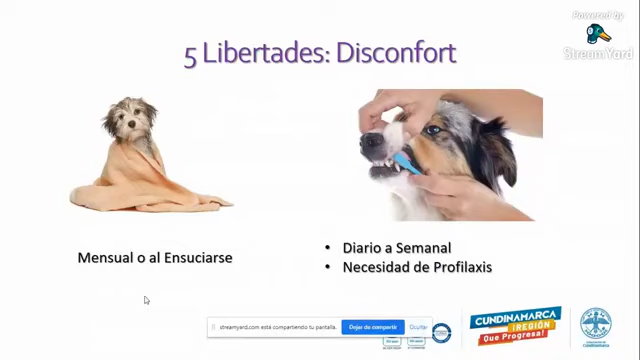 Powered by
StreamYard
5 Libertades: Disconfort
Mensual o al Ensuciarse
• Diario a Semanal
• Necesidad de Profilaxis
streamyard.com está compartiendo tu pantalla.
Dejar de compartir
Ocultar
CUNDINAMARCA
¡REGIÓN
Que Progresa!
Cundinamarca